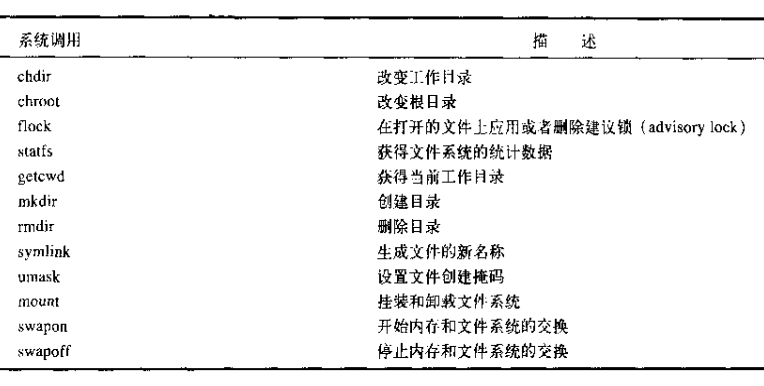 系统调用 描 述
chdir 改变工作目录
chroot 改变根目录
flock 在打开的文件上应用或者删除建议锁（advisory lock）
statfs 获得文件系统的统计数据
getcwd 获得当前工作目录
mkdir 创建目录
rmdir 删除目录
symlink 生成文件的新名称
umask 设置文件创建掩码
mount 挂装和卸载文件系统
swapon 开始内存和文件系统的交换
swapoff 停止内存和文件系统的交换